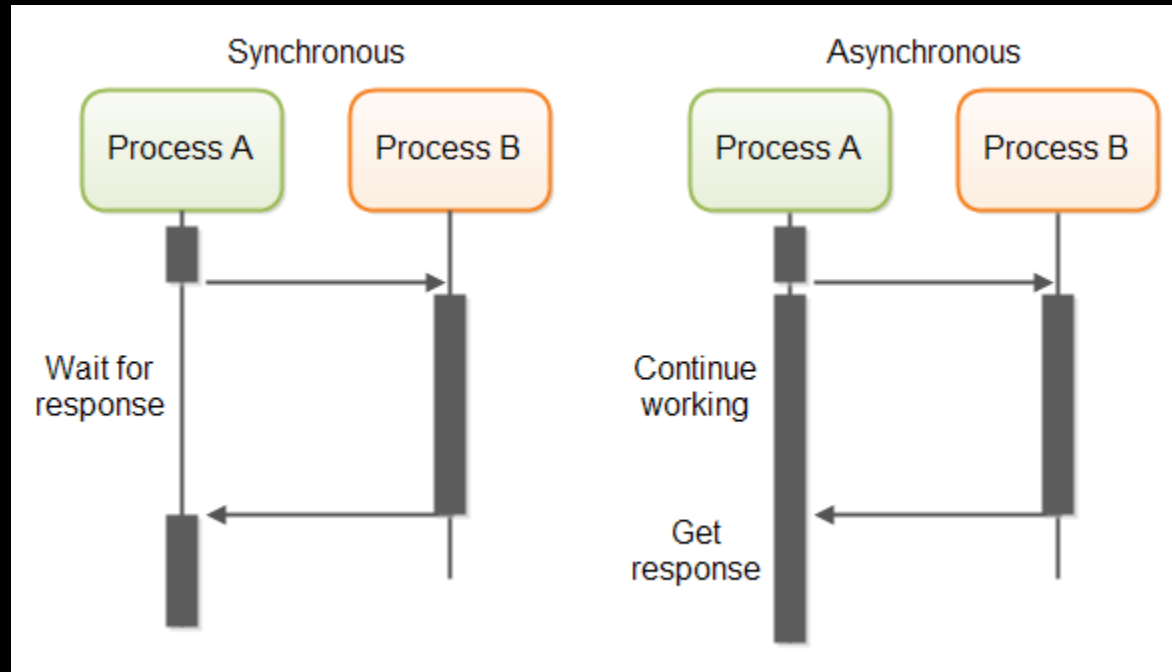 Synchronous
Asynchronous
Process A
Process B
Process A
Process B
Wait for
response
Continue
working
Get
response